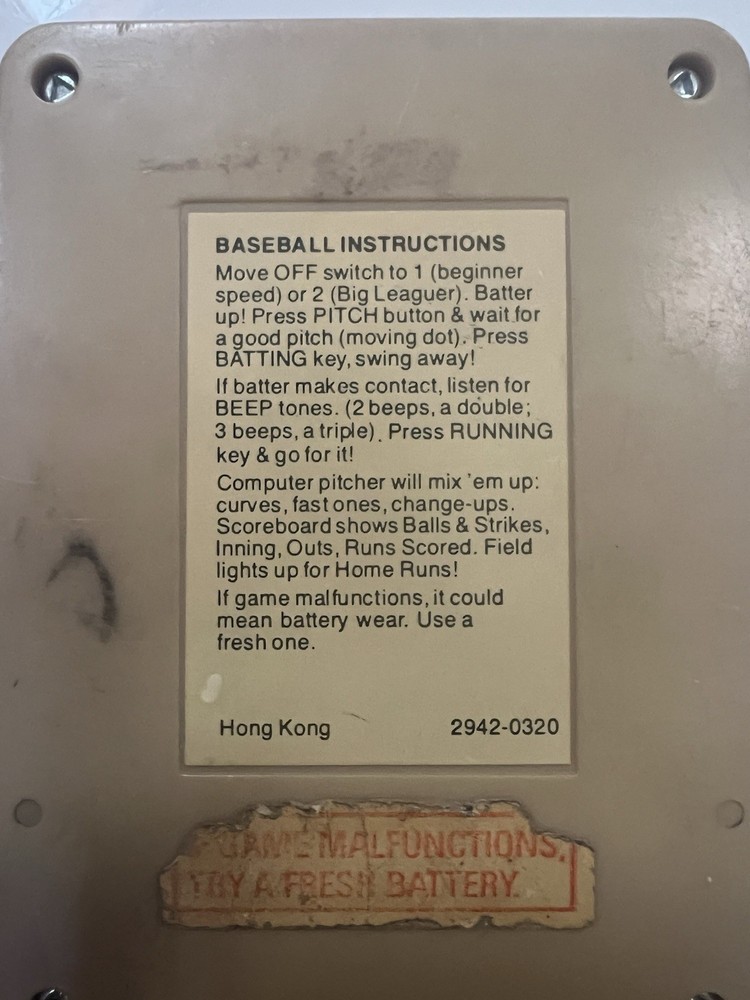 BASEBALL INSTRUCTIONS
Move OFF switch to 1 (beginner
speed) or 2 (Big Leaguer). Batter
up! Press PITCH button & wait for
a good pitch (moving dot). Press
BATTING key, swing away!
If batter makes contact, listen for
BEEP tones. (2 beeps, a double;
3 beeps, a triple). Press RUNNING
key & go for it!
Computer pitcher will mix 'em up:
curves, fast ones, change-ups.
Scoreboard shows Balls & Strikes,
Inning, Outs, Runs Scored. Field
lights up for Home Runs!
If game malfunctions, it could
mean battery wear. Use a
fresh one.
Hong Kong 2942-0320
GAME MALFUNCTIONS,
TRY A FRESH BATTERY.